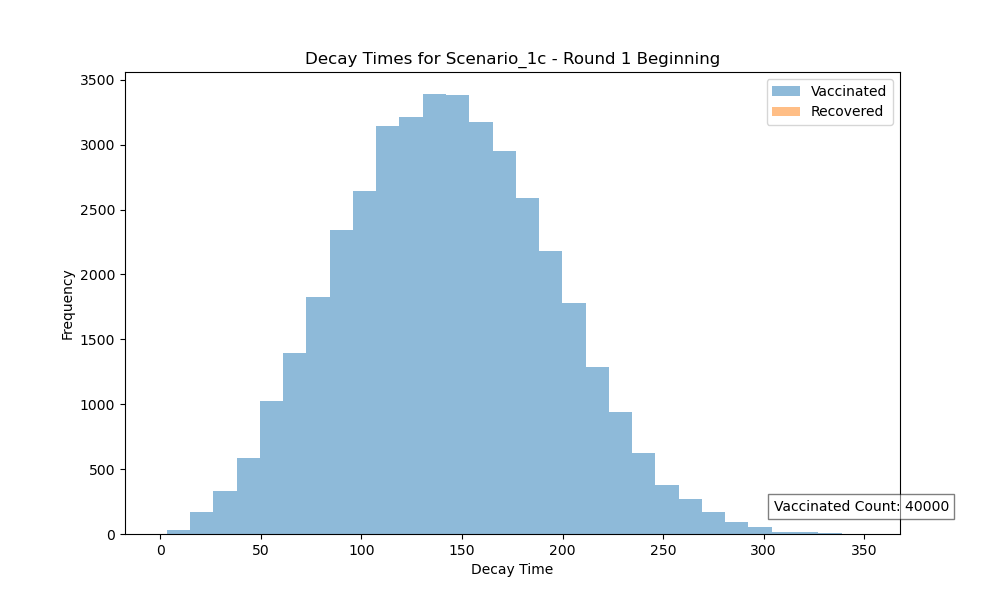 Decay Times for Scenario_1c - Round 1 Beginning
Vaccinated
Recovered
Frequency
3500
3000
2500
2000
1500
1000
500
0
Vaccinated Count: 40000
0 50 100 150 200 250 300 350
Decay Time